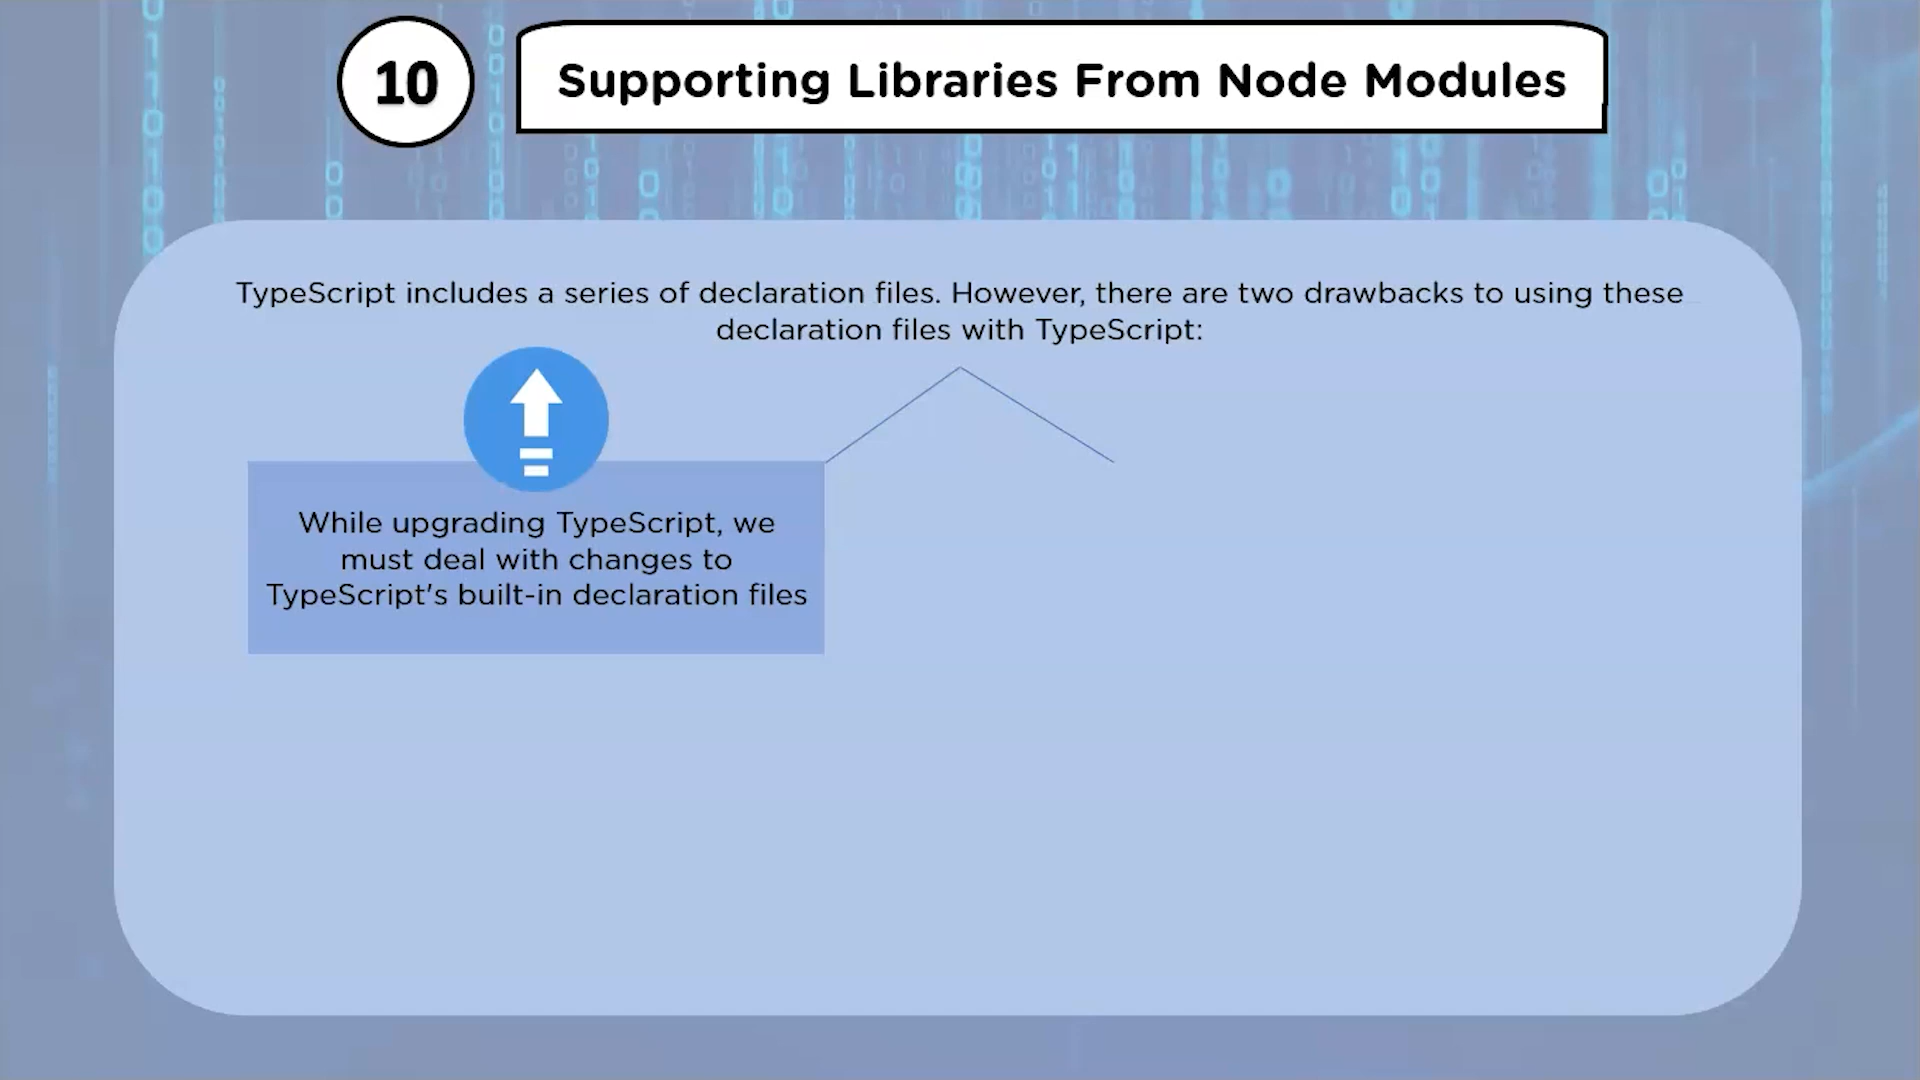 10
Supporting Libraries From Node Modules
TypeScript includes a series of declaration files. However, there are two drawbacks to using these
declaration files with TypeScript:
While upgrading TypeScript, we
must deal with changes to
TypeScript's built-in declaration files